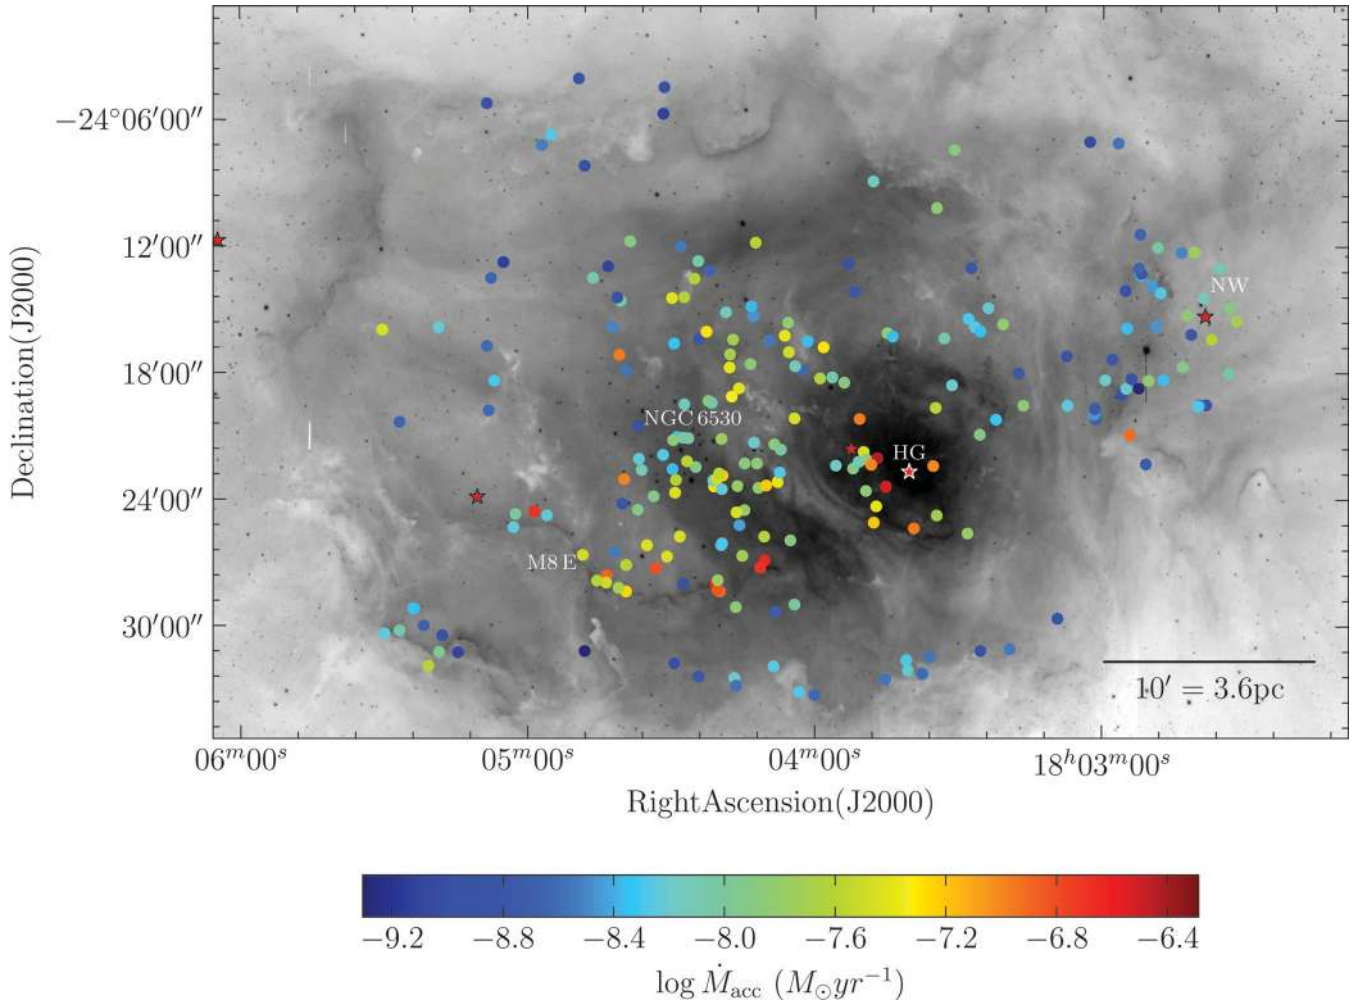 −24°06′00″
12′00″
18′00″
24′00″
30′00″
Declination(J2000)
NW
NGC 6530
HG
M8 E
10′ = 3.6pc
06ᵐ00ˢ
05ᵐ00ˢ
04ᵐ00ˢ
18ʰ03ᵐ00ˢ
RightAscension(J2000)
−9.2
−8.8
−8.4
−8.0
−7.6
−7.2
−6.8
−6.4
log Ṁacc (M⊙yr⁻¹)